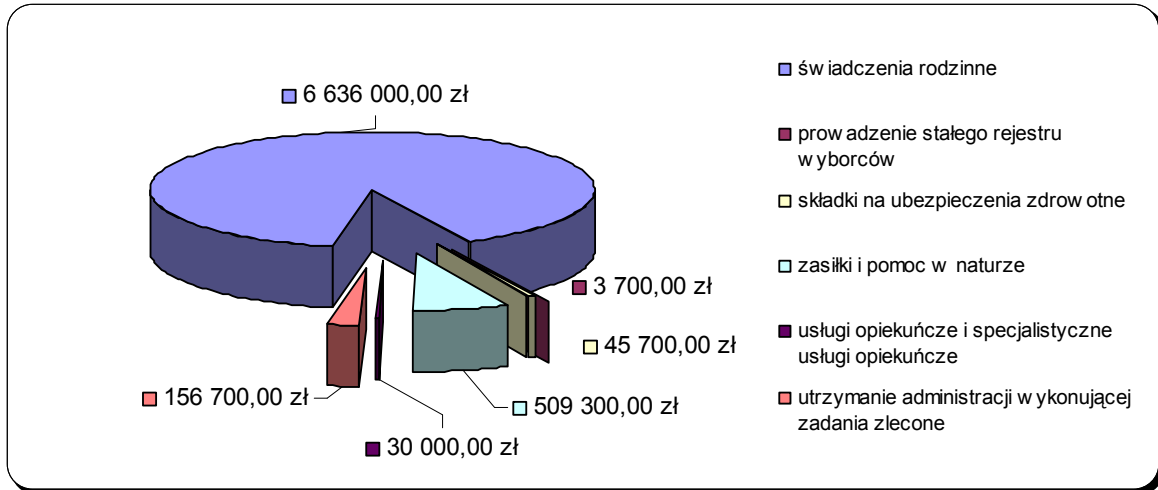 6 636 000,00 zł
3 700,00 zł
45 700,00 zł
509 300,00 zł
30 000,00 zł
156 700,00 zł
świadczenia rodzinne
prowadzenie stałego rejestru
wyborców
składki na ubezpieczenia zdrowotne
zasiłki i pomoc w naturze
usługi opiekuńcze i specjalistyczne
usługi opiekuńcze
utrzymanie administracji wykonującej
zadania zlecone